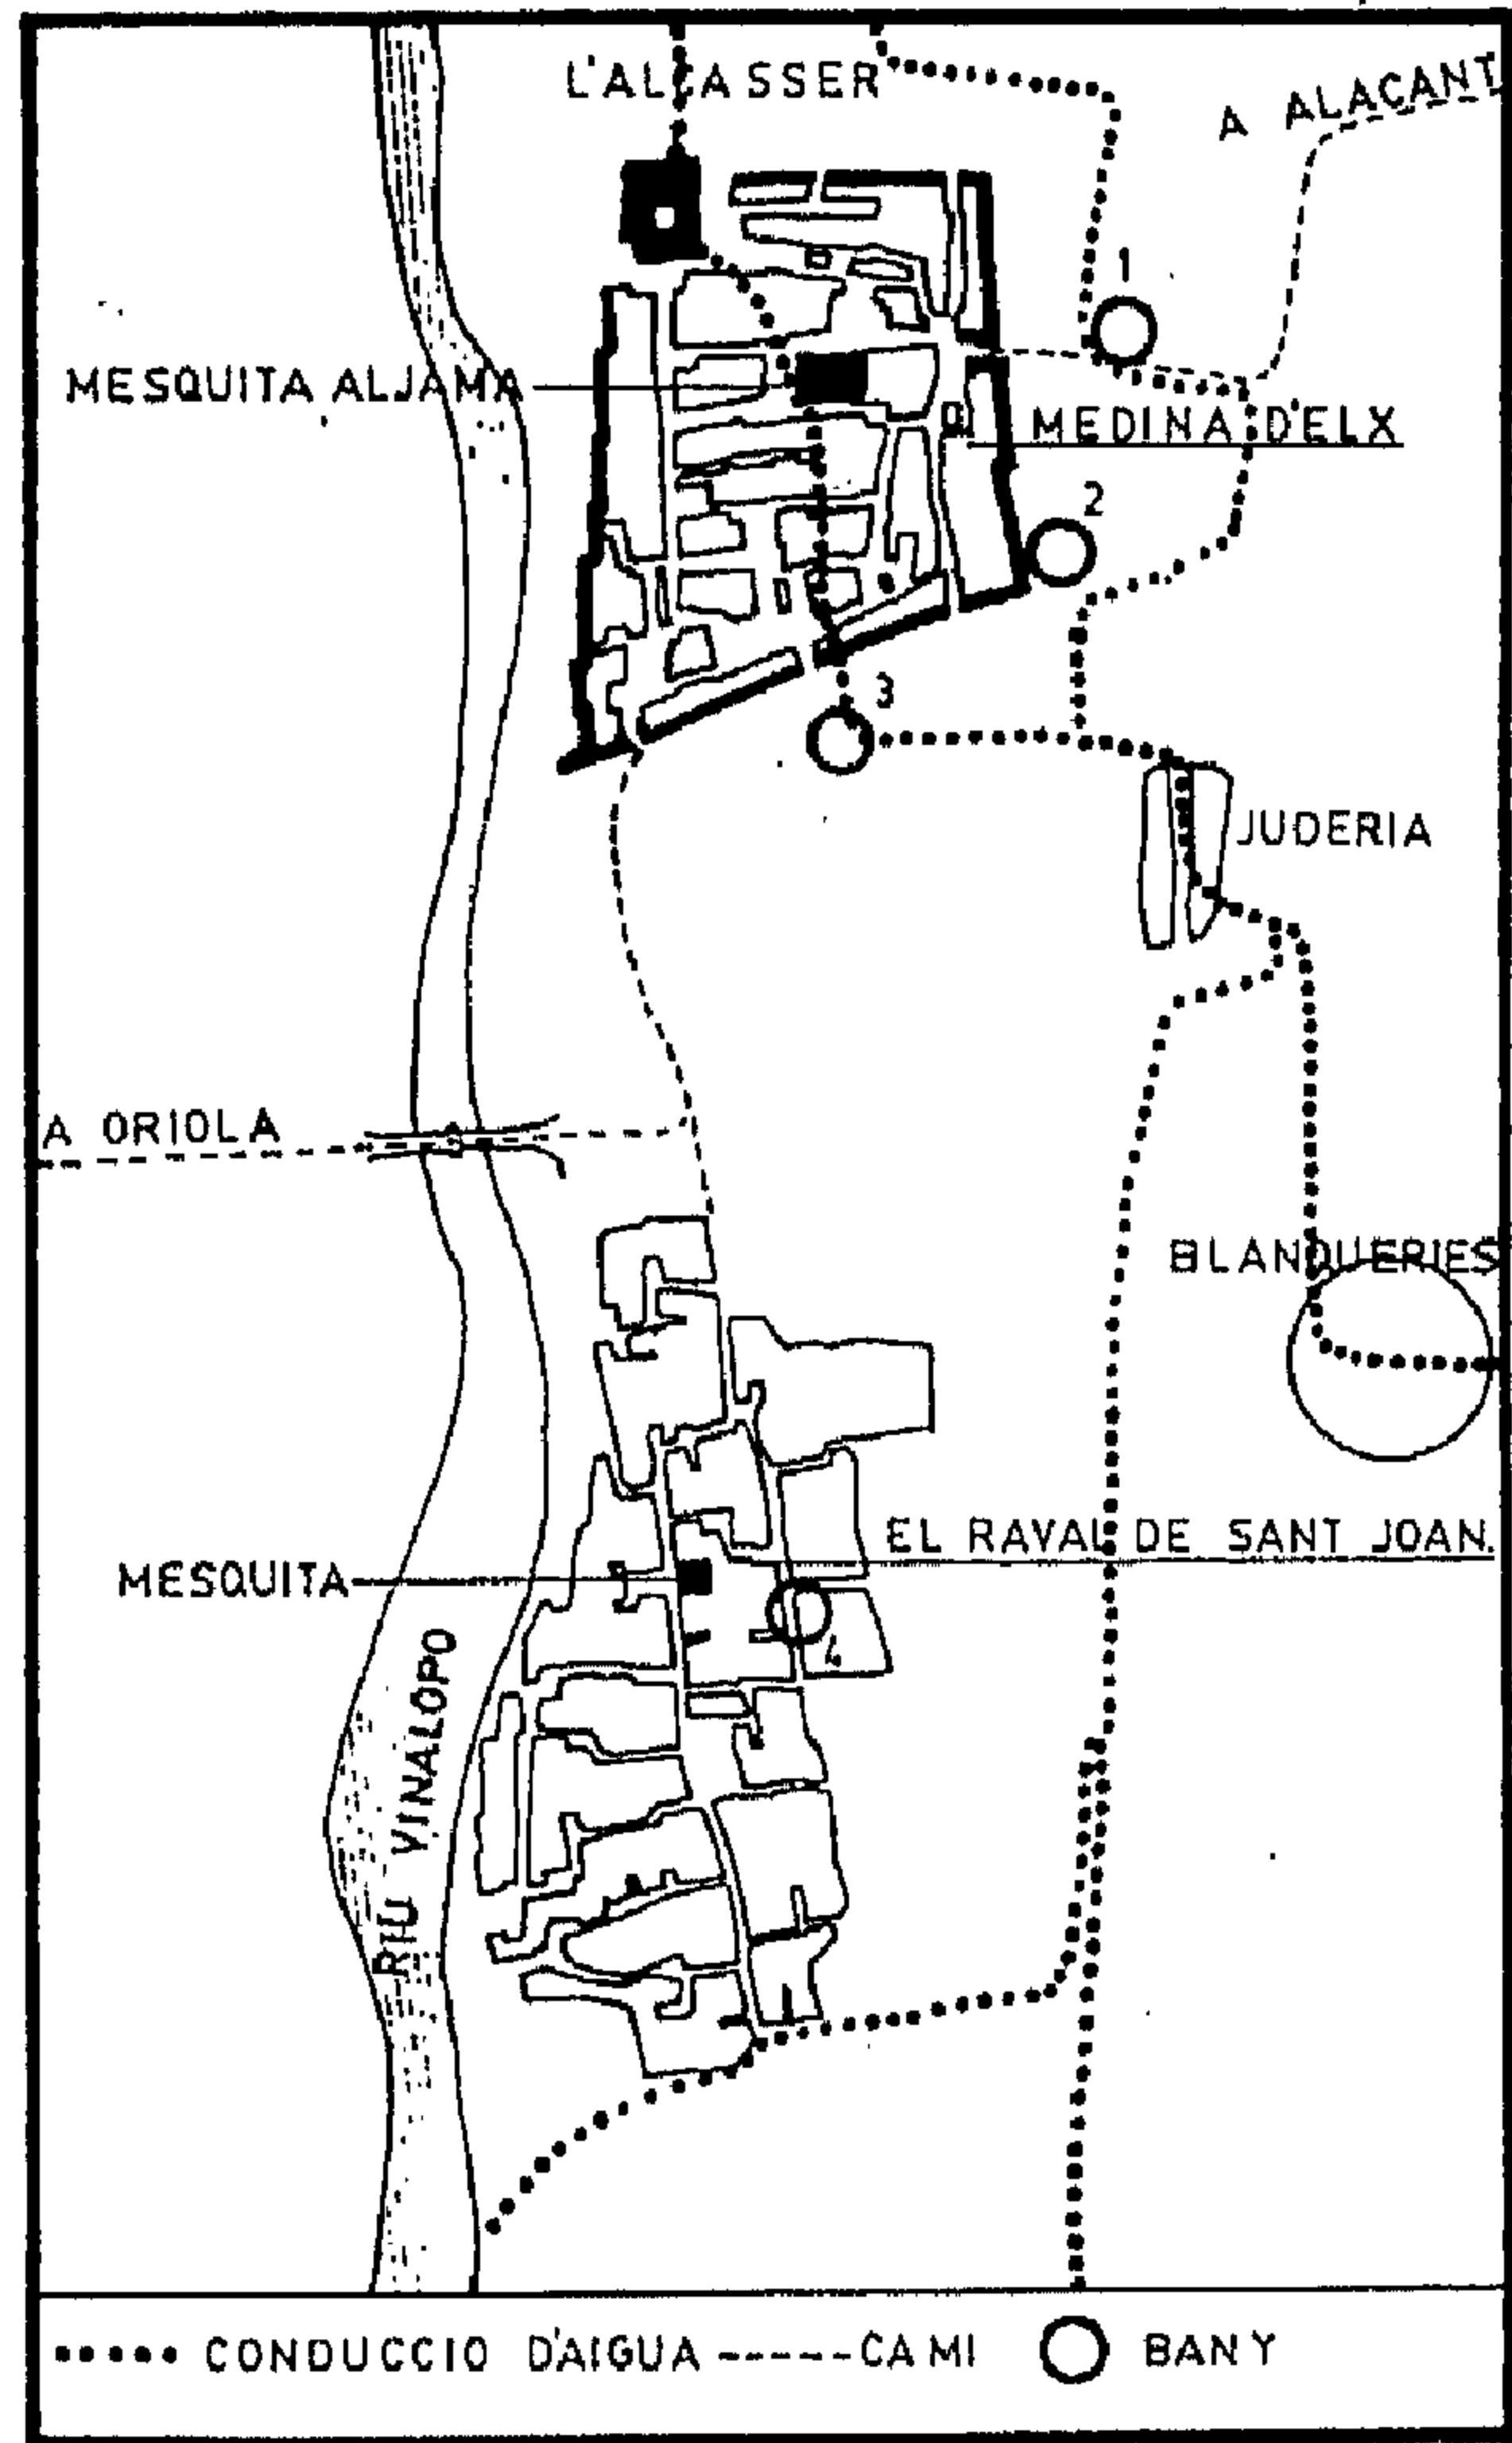 L'ALCASSER
A ALACANT
1
MESQUITA ALJAMA
MEDINA D'ELX
2
3
JUDERIA
A ORIOLA
BLANQUERIES
EL RAVAL DE SANT JOAN.
MESQUITA
4
RIU VINALOPO
CONDUCCIO D'AIGUA
CAMI
BANY